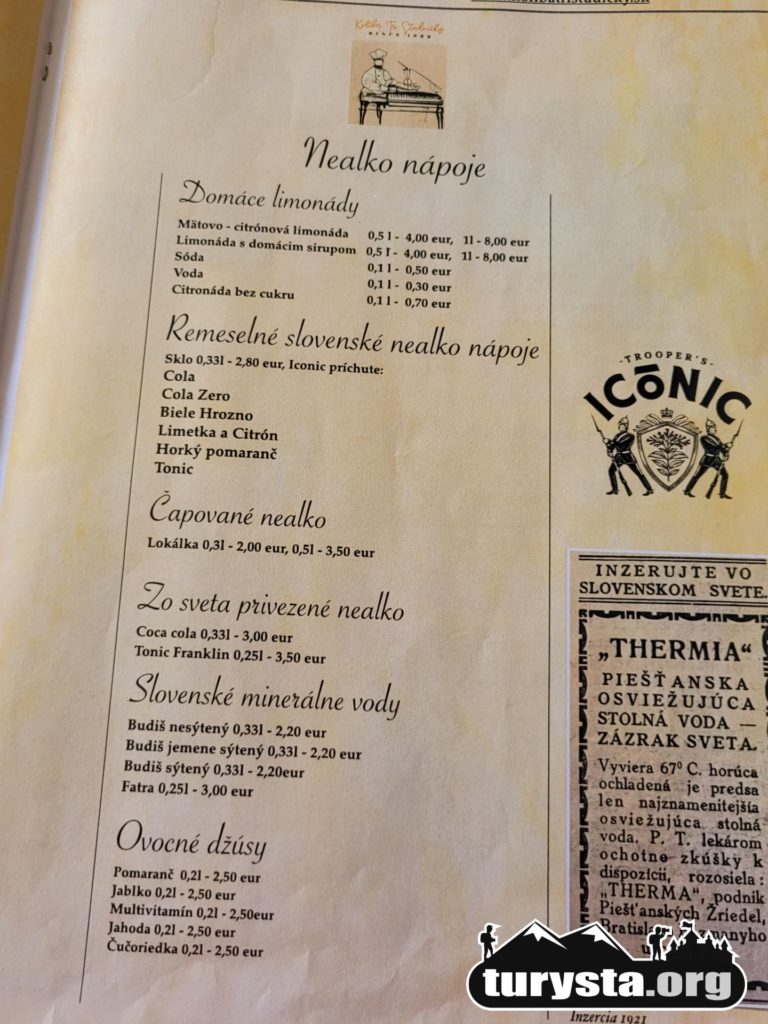 Koliba Tri Studničky
SINCE 1999
Nealko nápoje
Domáce limonády
Mätovo - citrónová limonáda 0,5 l - 4,00 eur, 1l - 8,00 eur
Limonáda s domácim sirupom 0,5 l - 4,00 eur, 1l - 8,00 eur
Sóda 0,1 l - 0,50 eur
Voda 0,1 l - 0,30 eur
Citronáda bez cukru 0,1 l - 0,70 eur
Remeselné slovenské nealko nápoje
Sklo 0,33l - 2,80 eur, Iconic príchute:
Cola
Cola Zero
Biele Hrozno
Limetka a Citrón
Horký pomaranč
Tonic
Čapované nealko
Lokálka 0,3l - 2,00 eur, 0,5l - 3,50 eur
Zo sveta privezené nealko
Coca cola 0,33l - 3,00 eur
Tonic Franklin 0,25l - 3,50 eur
Slovenské minerálne vody
Budiš nesýtený 0,33l - 2,20 eur
Budiš jemene sýtený 0,33l - 2,20 eur
Budiš sýtený 0,33l - 2,20eur
Fatra 0,25l - 3,00 eur
Ovocné džúsy
Pomaranč 0,2l - 2,50 eur
Jablko 0,2l - 2,50 eur
Multivitamín 0,2l - 2,50eur
Jahoda 0,2l - 2,50 eur
Čučoriedka 0,2l - 2,50 eur
-TROOPER'S-
ICŌNIC
INZERUJTE VO
SLOVENSKOM SVETE.
„THERMIA“
PIEŠŤANSKA
OSVIEŽUJÚCA
STOLNÁ VODA —
ZÁZRAK SVETA.
Vyviera 67⁰ C. horúca
ochladená je predsa
len najznamenitejšia
osviežujúca stolná
voda. P. T. lekárom
ochotne zkúšky k
dispozícii, rozosiela:
„THERMA“, podnik
Piešťanských Žriedel,
Inzercia 1921
turysta.org